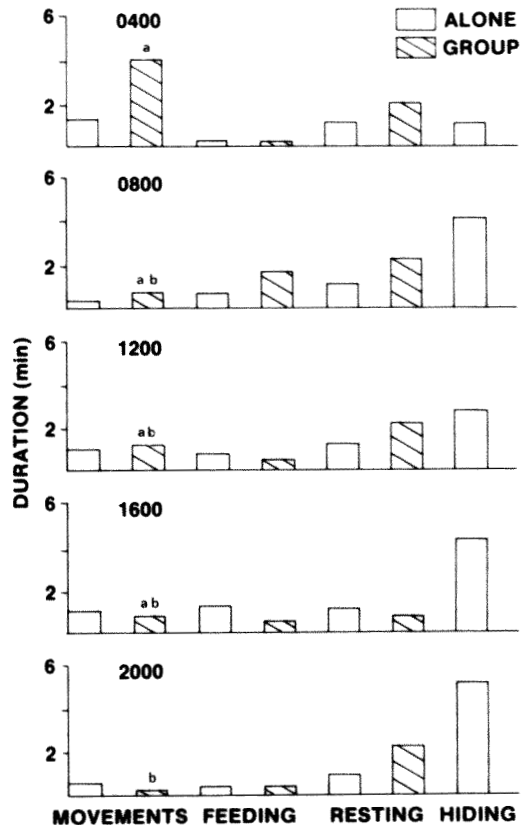 6
0400
ALONE
a
GROUP
2
6
0800
a b
2
6
1200
a b
2
DURATION (min)
6
1600
a b
2
6
2000
b
2
MOVEMENTS FEEDING RESTING HIDING